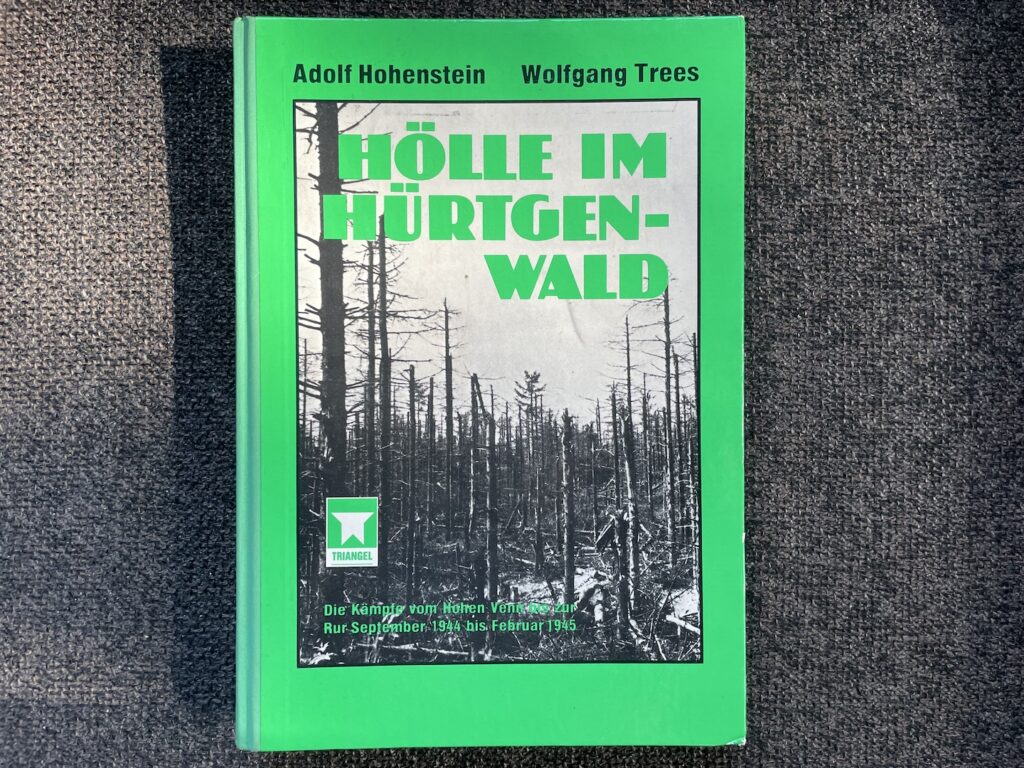 Adolf Hohenstein Wolfgang Trees
HÖLLE IM
HÜRTGEN-
WALD
TRIANGEL
Die Kämpfe vom Hohen Venn bis zur
Rur September 1944 bis Februar 1945